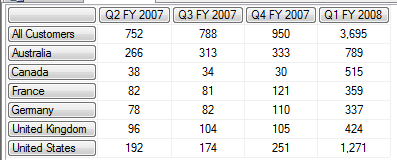 Q2 FY 2007 Q3 FY 2007 Q4 FY 2007 Q1 FY 2008
All Customers 752 788 950 3,695
Australia 266 313 333 789
Canada 38 34 30 515
France 82 81 121 359
Germany 78 82 110 337
United Kingdom 96 104 105 424
United States 192 174 251 1,271